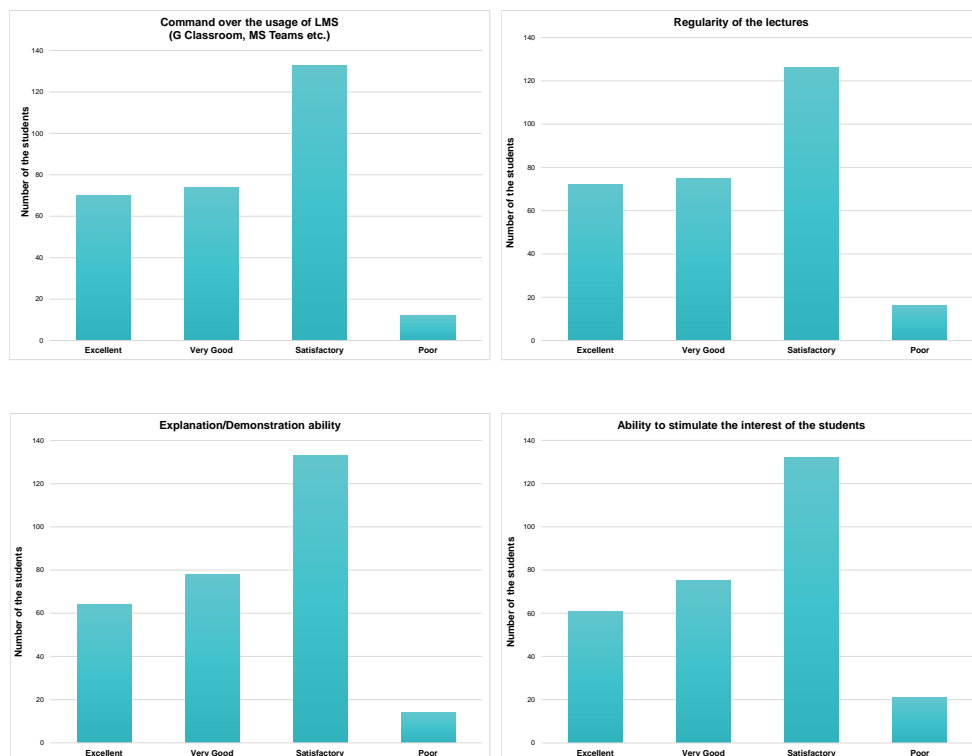 Command over the usage of LMS
(G Classroom, MS Teams etc.)
Number of the students
140
120
100
80
60
40
20
0
Excellent Very Good Satisfactory Poor
Regularity of the lectures
Number of the students
140
120
100
80
60
40
20
0
Excellent Very Good Satisfactory Poor
Explanation/Demonstration ability
Number of the students
140
120
100
80
60
40
20
0
Excellent Very Good Satisfactory Poor
Ability to stimulate the interest of the students
Number of the students
140
120
100
80
60
40
20
0
Excellent Very Good Satisfactory Poor